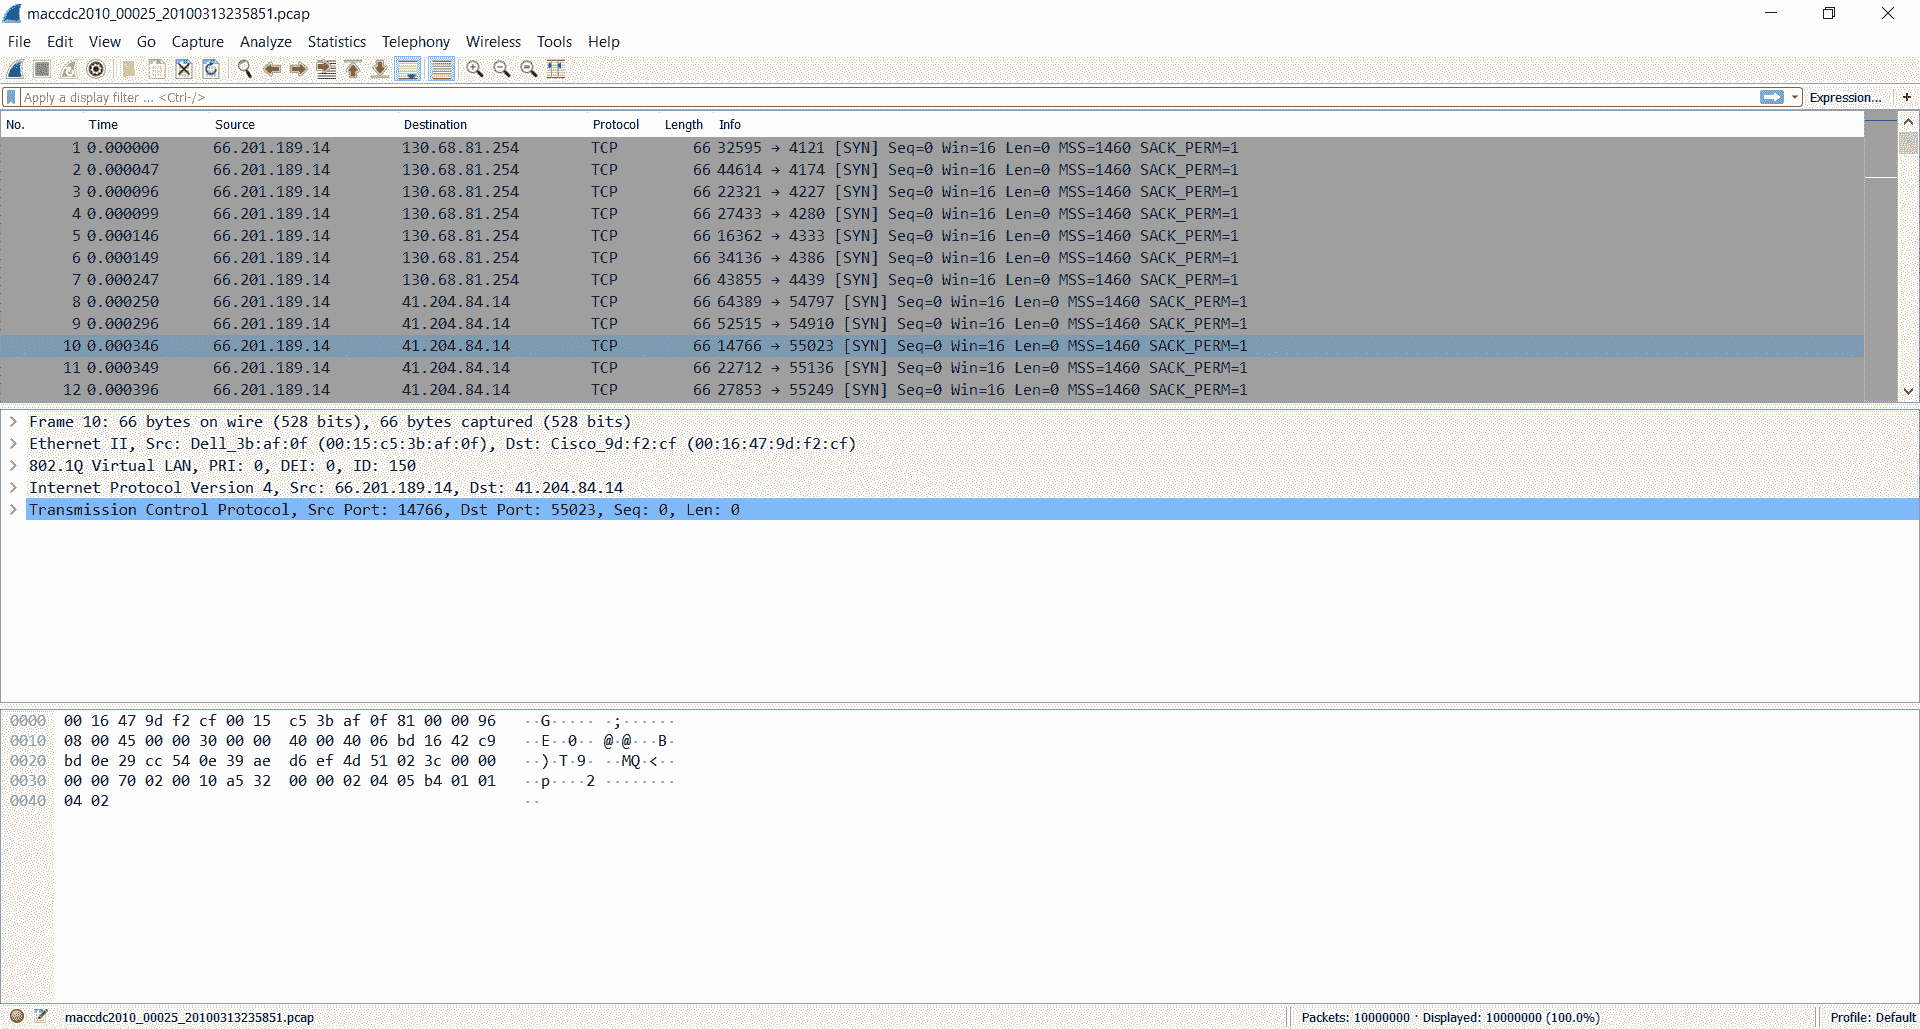 maccdc2010_00025_20100313235851.pcap
File Edit View Go Capture Analyze Statistics Telephony Wireless Tools Help
Apply a display filter ... <Ctrl-/> Expression... +
No. Time Source Destination Protocol Length Info
1 0.000000 66.201.189.14 130.68.81.254 TCP 66 32595 → 4121 [SYN] Seq=0 Win=16 Len=0 MSS=1460 SACK_PERM=1
2 0.000047 66.201.189.14 130.68.81.254 TCP 66 44614 → 4174 [SYN] Seq=0 Win=16 Len=0 MSS=1460 SACK_PERM=1
3 0.000096 66.201.189.14 130.68.81.254 TCP 66 22321 → 4227 [SYN] Seq=0 Win=16 Len=0 MSS=1460 SACK_PERM=1
4 0.000099 66.201.189.14 130.68.81.254 TCP 66 27433 → 4280 [SYN] Seq=0 Win=16 Len=0 MSS=1460 SACK_PERM=1
5 0.000146 66.201.189.14 130.68.81.254 TCP 66 16362 → 4333 [SYN] Seq=0 Win=16 Len=0 MSS=1460 SACK_PERM=1
6 0.000149 66.201.189.14 130.68.81.254 TCP 66 34136 → 4386 [SYN] Seq=0 Win=16 Len=0 MSS=1460 SACK_PERM=1
7 0.000247 66.201.189.14 130.68.81.254 TCP 66 43855 → 4439 [SYN] Seq=0 Win=16 Len=0 MSS=1460 SACK_PERM=1
8 0.000250 66.201.189.14 41.204.84.14 TCP 66 64389 → 54797 [SYN] Seq=0 Win=16 Len=0 MSS=1460 SACK_PERM=1
9 0.000296 66.201.189.14 41.204.84.14 TCP 66 52515 → 54910 [SYN] Seq=0 Win=16 Len=0 MSS=1460 SACK_PERM=1
10 0.000346 66.201.189.14 41.204.84.14 TCP 66 14766 → 55023 [SYN] Seq=0 Win=16 Len=0 MSS=1460 SACK_PERM=1
11 0.000349 66.201.189.14 41.204.84.14 TCP 66 22712 → 55136 [SYN] Seq=0 Win=16 Len=0 MSS=1460 SACK_PERM=1
12 0.000396 66.201.189.14 41.204.84.14 TCP 66 27853 → 55249 [SYN] Seq=0 Win=16 Len=0 MSS=1460 SACK_PERM=1
Frame 10: 66 bytes on wire (528 bits), 66 bytes captured (528 bits)
Ethernet II, Src: Dell_3b:af:0f (00:15:c5:3b:af:0f), Dst: Cisco_9d:f2:cf (00:16:47:9d:f2:cf)
802.1Q Virtual LAN, PRI: 0, DEI: 0, ID: 150
Internet Protocol Version 4, Src: 66.201.189.14, Dst: 41.204.84.14
Transmission Control Protocol, Src Port: 14766, Dst Port: 55023, Seq: 0, Len: 0
0000 00 16 47 9d f2 cf 00 15 c5 3b af 0f 81 00 00 96 ··G····· ·;······
0010 08 00 45 00 00 30 00 00 40 00 40 06 bd 16 42 c9 ··E··0·· @·@···B·
0020 bd 0e 29 cc 54 0e 39 ae d6 ef 4d 51 02 3c 00 00 ··)·T·9· ··MQ·<··
0030 00 00 70 02 00 10 a5 32 00 00 02 04 05 b4 01 01 ··p····2 ········
0040 04 02 ··
maccdc2010_00025_20100313235851.pcap Packets: 10000000 · Displayed: 10000000 (100.0%) Profile: Default